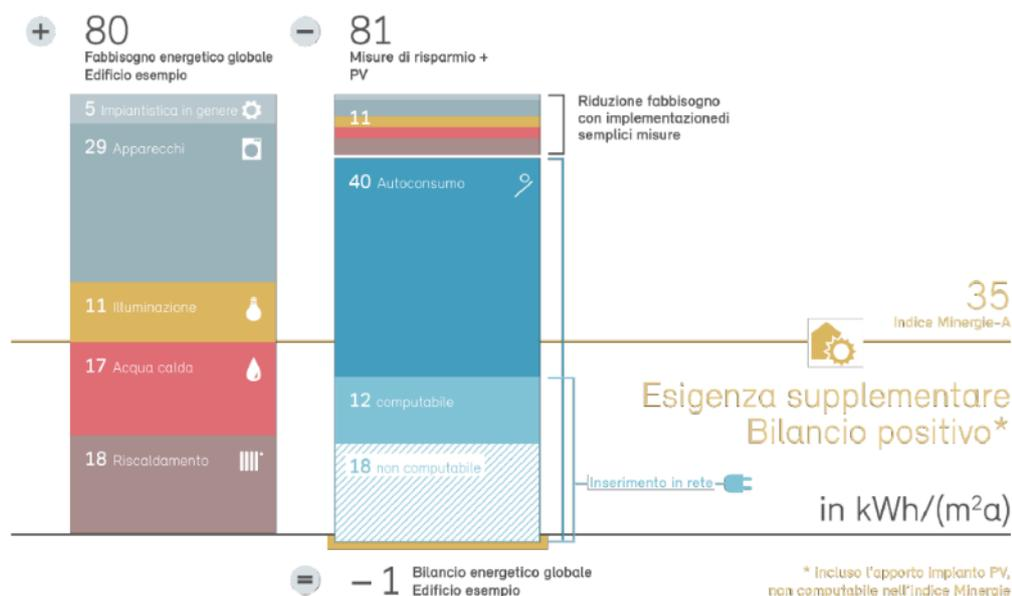 80
Fabbisogno energetico globale
Edificio esempio
81
Misure di risparmio +
PV
5 Impiantistica in genere
29 Apparecchi
11 Illuminazione
17 Acqua calda
18 Riscaldamento
11
Riduzione fabbisogno
con implementazionedi
semplici misure
40 Autoconsumo
12 computabile
18 non computabile
Inserimento in rete
35
Indice Minergie-A
Esigenza supplementare
Bilancio positivo*
in kWh/(m²a)
= – 1 Bilancio energetico globale
Edificio esempio
* Incluso l'apporto impianto PV,
non computabile nell'indice Minergie